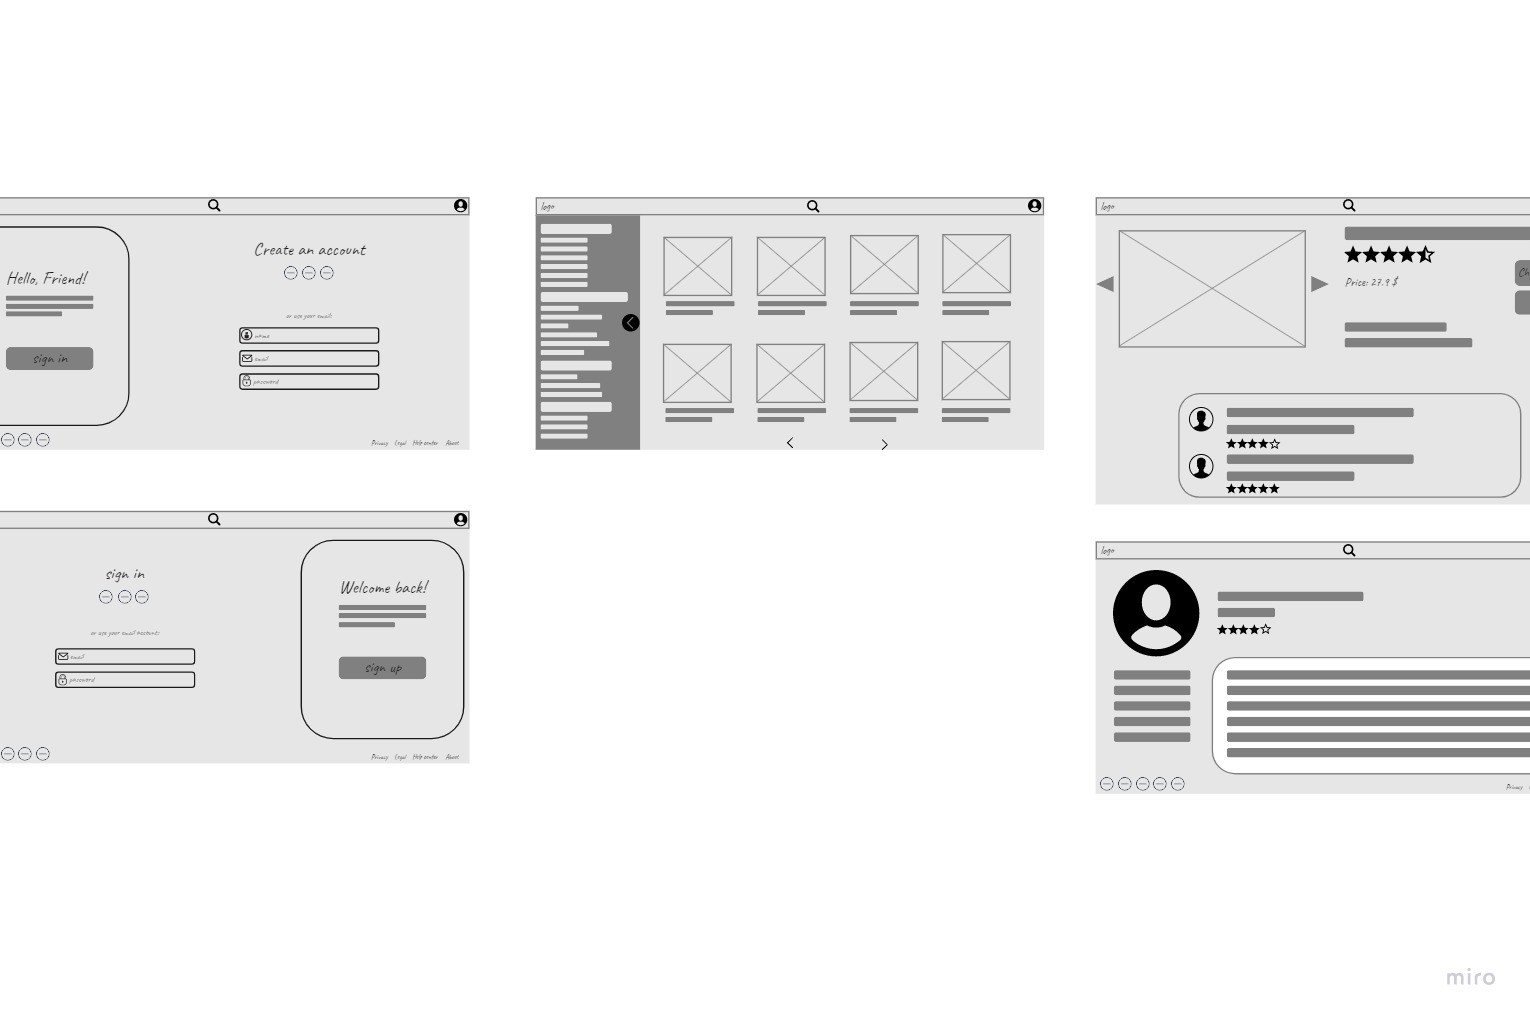 Hello, Friend!
sign in
Create an account
or use your email:
name
email
password
Privacy Legal Help center About
sign in
or use your email account:
email
password
Welcome back!
sign up
Privacy Legal Help center About
logo
logo
Price: 27.9 $
Ch
logo
Privacy
miro